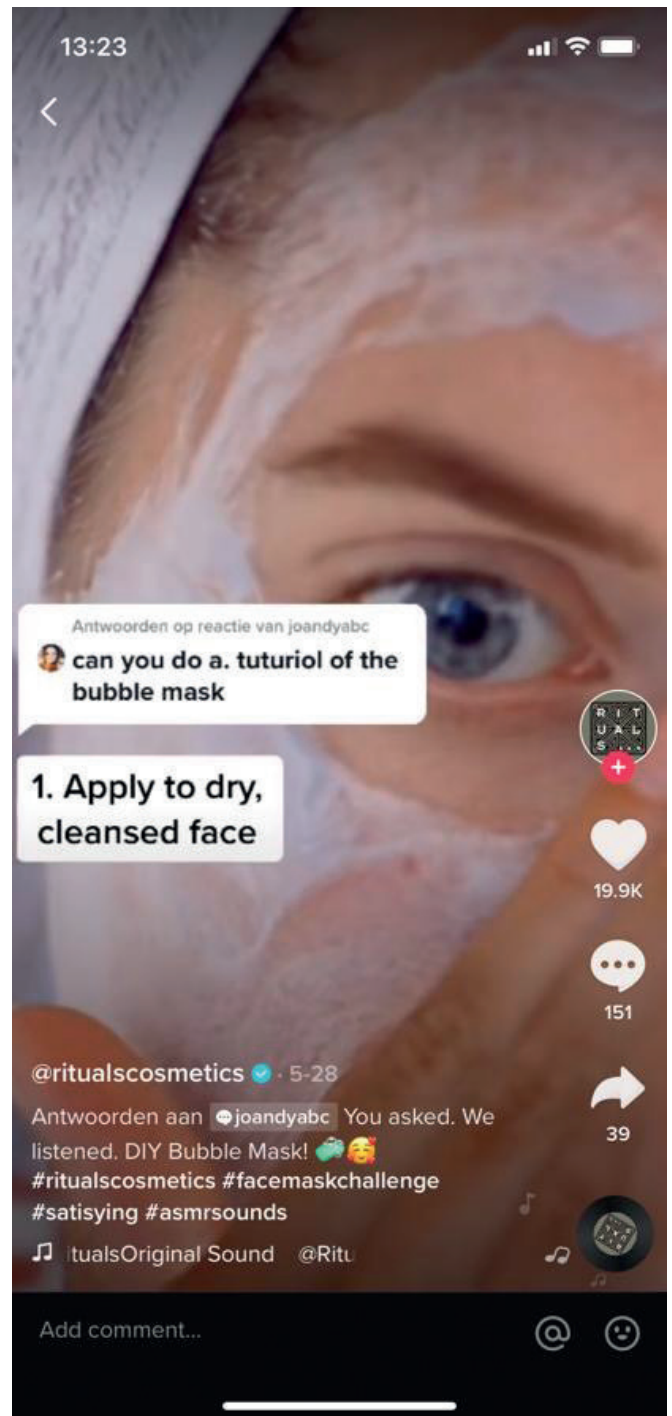 13:23
Antwoorden op reactie van joandyabc
can you do a. tuturiol of the
bubble mask
1. Apply to dry,
cleansed face
R I T
U A L
S...
19.9K
151
39
@ritualscosmetics · 5-28
Antwoorden aan joandyabc You asked. We
listened. DIY Bubble Mask!
#ritualscosmetics #facemaskchallenge
#satisying #asmrsounds
itualsOriginal Sound @Ritu
Add comment...